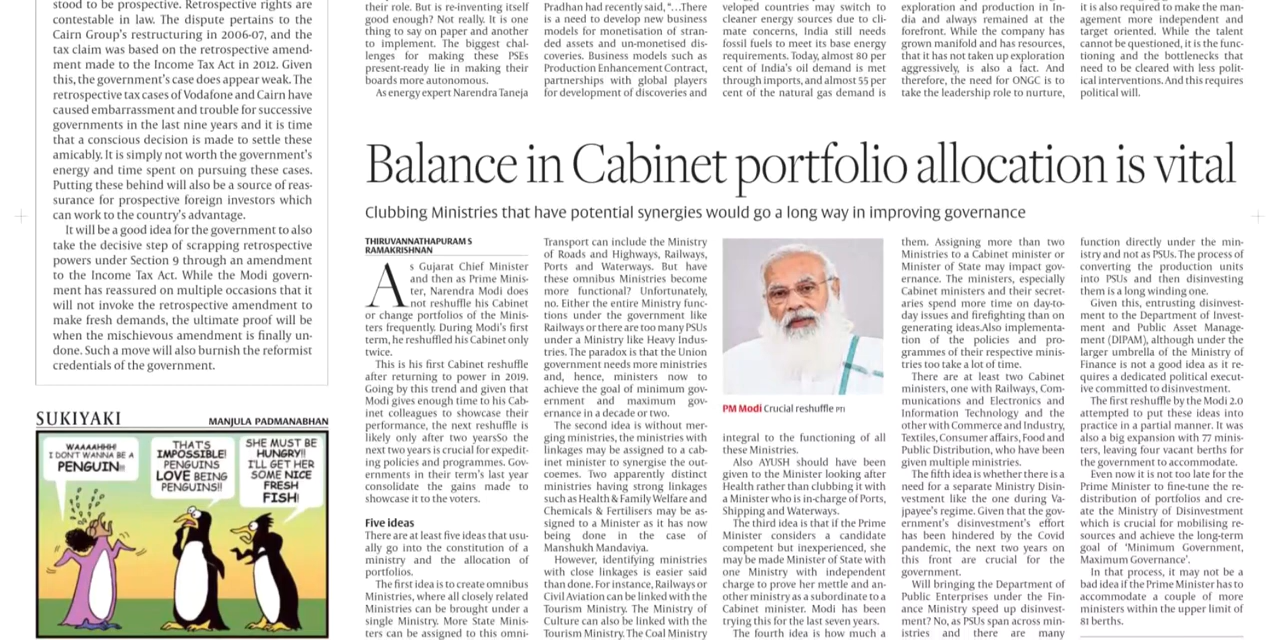 stood to be prospective. Retrospective rights are
contestable in law. The dispute pertains to the
Cairn Group's restructuring in 2006-07, and the
tax claim was based on the retrospective amend-
ment made to the Income Tax Act in 2012. Given
this, the government's case does appear weak. The
retrospective tax cases of Vodafone and Cairn have
caused embarrassment and trouble for successive
governments in the last nine years and it is time
that a conscious decision is made to settle these
amicably. It is simply not worth the government's
energy and time spent on pursuing these cases.
Putting these behind will also be a source of reas-
surance for prospective foreign investors which
can work to the country's advantage.
It will be a good idea for the government to also
take the decisive step of scrapping retrospective
powers under Section 9 through an amendment
to the Income Tax Act. While the Modi govern-
ment has reassured on multiple occasions that it
will not invoke the retrospective amendment to
make fresh demands, the ultimate proof will be
when the mischievous amendment is finally un-
done. Such a move will also burnish the reformist
credentials of the government.
SUKIYAKI
MANJULA PADMANABHAN
WAAAAHHH!
I DON'T WANNA BE A
PENGUIN!!
THAT'S
IMPOSSIBLE!
PENGUINS
LOVE BEING
PENGUINS!!
SHE MUST BE
HUNGRY!!
I'LL GET HER
SOME NICE
FRESH
FISH!
their role. But is re-inventing itself
good enough? Not really. It is one
thing to say on paper and another
to implement. The biggest chal-
lenges for making these PSEs
present-ready lie in making their
boards more autonomous.
As energy expert Narendra Taneja
Pradhan had recently said, “...There
is a need to develop new business
models for monetisation of stran-
ded assets and un-monetised dis-
coveries. Business models such as
Production Enhancement Contract,
partnerships with global players
for development of discoveries and
veloped countries may switch to
cleaner energy sources due to cli-
mate concerns, India still needs
fossil fuels to meet its base energy
requirements. Today, almost 80 per
cent of India's oil demand is met
through imports, and almost 55 per
cent of the natural gas demand is
exploration and production in In-
dia and always remained at the
forefront. While the company has
grown manifold and has resources,
that it has not taken up exploration
aggressively, is also a fact. And
therefore, the need for ONGC is to
take the leadership role to nurture,
it is also required to make the man-
agement more independent and
target oriented. While the talent
cannot be questioned, it is the func-
tioning and the bottlenecks that
need to be cleared with less polit-
ical interventions. And this requires
political will.
Balance in Cabinet portfolio allocation is vital
Clubbing Ministries that have potential synergies would go a long way in improving governance
THIRUVANNATHAPURAM S
RAMAKRISHNAN
As Gujarat Chief Minister
and then as Prime Minis-
ter, Narendra Modi does
not reshuffle his Cabinet
or change portfolios of the Minis-
ters frequently. During Modi's first
term, he reshuffled his Cabinet only
twice.
This is his first Cabinet reshuffle
after returning to power in 2019.
Going by this trend and given that
Modi gives enough time to his Cab-
inet colleagues to showcase their
performance, the next reshuffle is
likely only after two yearsSo the
next two years is crucial for expedit-
ing policies and programmes. Gov-
ernments in their term's last year
consolidate the gains made to
showcase it to the voters.
Five ideas
There are at least five ideas that usu-
ally go into the constitution of a
ministry and the allocation of
portfolios.
The first idea is to create omnibus
Ministries, where all closely related
Ministries can be brought under a
single Ministry. More State Minis-
ters can be assigned to this omni-
Transport can include the Ministry
of Roads and Highways, Railways,
Ports and Waterways. But have
these omnibus Ministries become
more functional? Unfortunately,
no. Either the entire Ministry func-
tions under the government like
Railways or there are too many PSUs
under a Ministry like Heavy Indus-
tries. The paradox is that the Union
government needs more ministries
and, hence, ministers now to
achieve the goal of minimum gov-
ernment and maximum gov-
ernance in a decade or two.
The second idea is without mer-
ging ministries, the ministries with
linkages may be assigned to a cab-
inet minister to synergise the out-
comes. Two apparently distinct
ministries having strong linkages
such as Health & Family Welfare and
Chemicals & Fertilisers may be as-
signed to a Minister as it has now
being done in the case of
Manshukh Mandaviya.
However, identifying ministries
with close linkages is easier said
than done. For instance, Railways or
Civil Aviation can be linked with the
Tourism Ministry. The Ministry of
Culture can also be linked with the
Tourism Ministry. The Coal Ministry
PM Modi Crucial reshuffle PTI
integral to the functioning of all
these Ministries.
Also AYUSH should have been
given to the Minister looking after
Health rather than clubbing it with
a Minister who is in-charge of Ports,
Shipping and Waterways.
The third idea is that if the Prime
Minister considers a candidate
competent but inexperienced, she
may be made Minister of State with
one Ministry with independent
charge to prove her mettle and an-
other ministry as a subordinate to a
Cabinet minister. Modi has been
trying this for the last seven years.
The fourth idea is how much a
them. Assigning more than two
Ministries to a Cabinet minister or
Minister of State may impact gov-
ernance. The ministers, especially
Cabinet ministers and their secret-
aries spend more time on day-to-
day issues and firefighting than on
generating ideas.Also implementa-
tion of the policies and pro-
grammes of their respective minis-
tries too take a lot of time.
There are at least two Cabinet
ministers, one with Railways, Com-
munications and Electronics and
Information Technology and the
other with Commerce and Industry,
Textiles, Consumer affairs, Food and
Public Distribution, who have been
given multiple ministries.
The fifth idea is whether there is a
need for a separate Ministry Disin-
vestment like the one during Va-
jpayee's regime. Given that the gov-
ernment's disinvestment's effort
has been hindered by the Covid
pandemic, the next two years on
this front are crucial for the
government.
Will bringing the Department of
Public Enterprises under the Fin-
ance Ministry speed up disinvest-
ment? No, as PSUs span across min-
istries and there are many
function directly under the min-
istry and not as PSUs. The process of
converting the production units
into PSUs and then disinvesting
them is a long winding one.
Given this, entrusting disinvest-
ment to the Department of Invest-
ment and Public Asset Manage-
ment (DIPAM), although under the
larger umbrella of the Ministry of
Finance is not a good idea as it re-
quires a dedicated political execut-
ive committed to disinvestment.
The first reshuffle by the Modi 2.0
attempted to put these ideas into
practice in a partial manner. It was
also a big expansion with 77 minis-
ters, leaving four vacant berths for
the government to accommodate.
Even now it is not too late for the
Prime Minister to fine-tune the re-
distribution of portfolios and cre-
ate the Ministry of Disinvestment
which is crucial for mobilising re-
sources and achieve the long-term
goal of ‘Minimum Government,
Maximum Governance’.
In that process, it may not be a
bad idea if the Prime Minister has to
accommodate a couple of more
ministers within the upper limit of
81 berths.